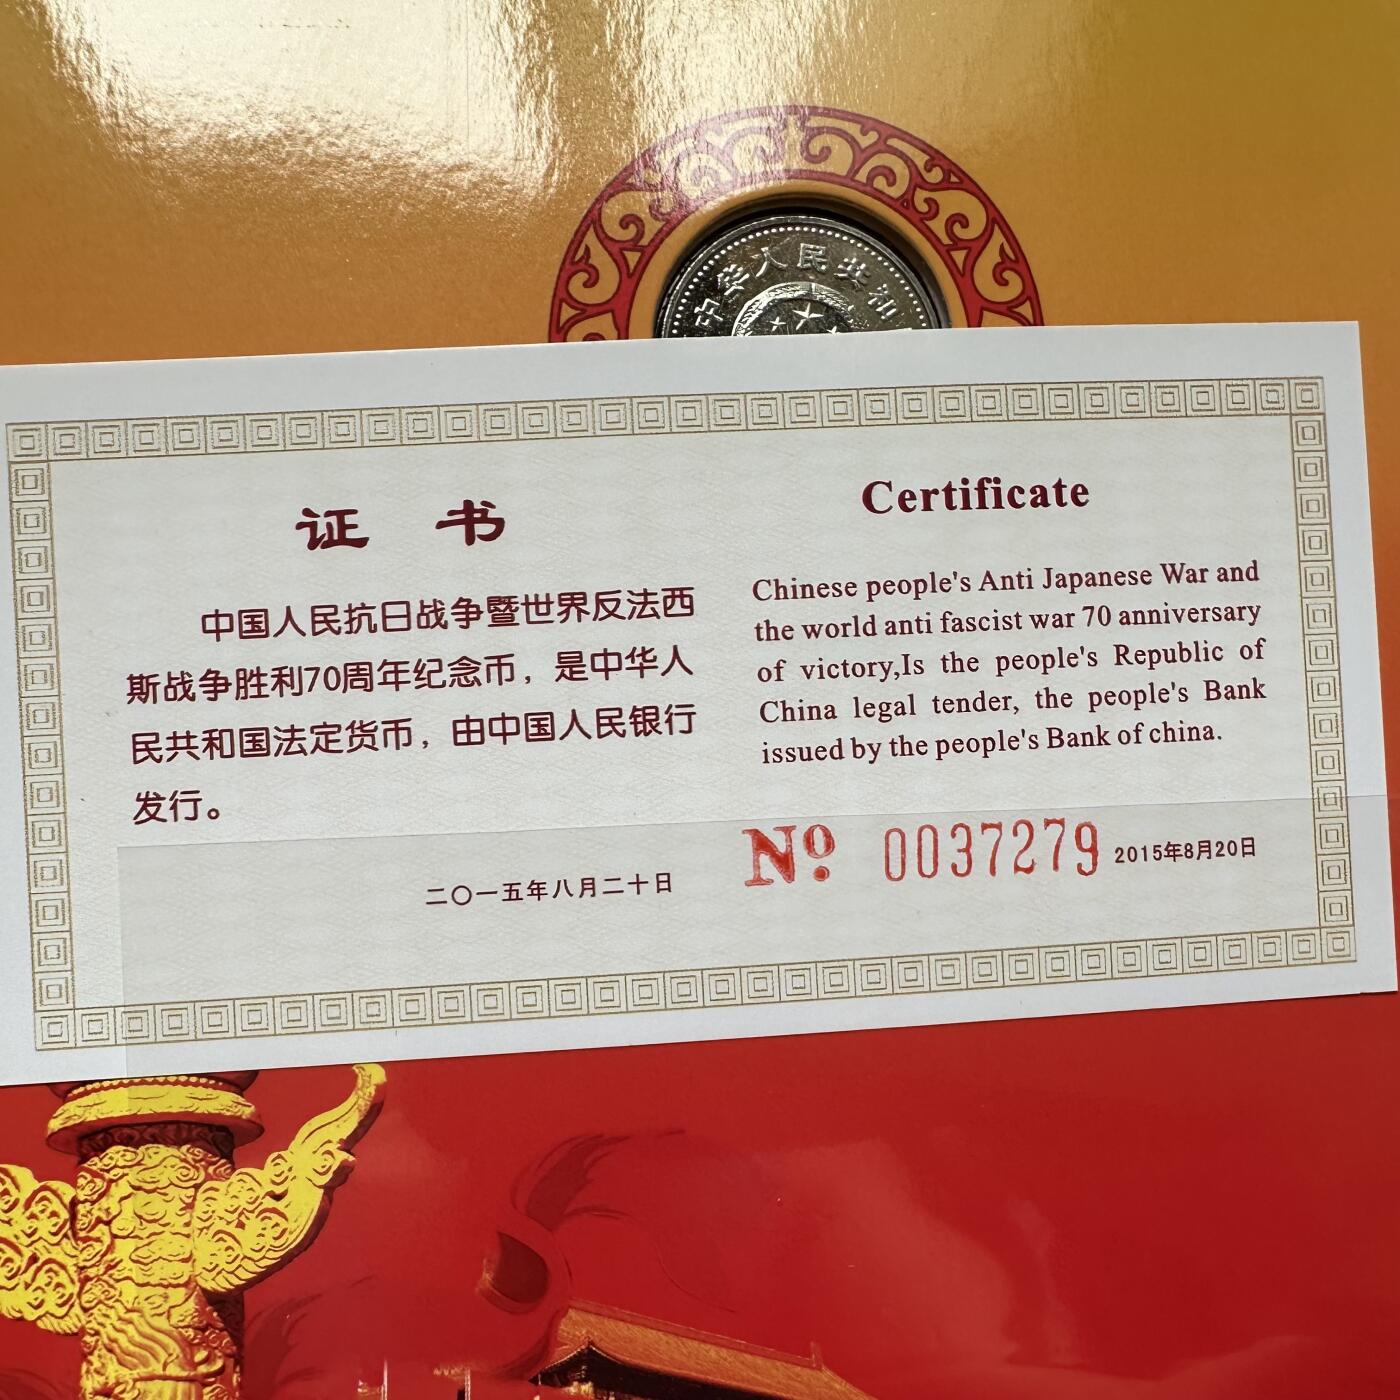 中华人民共和
证 书
中国人民抗日战争暨世界反法西
斯战争胜利70周年纪念币，是中华人
民共和国法定货币，由中国人民银行
发行。
二〇一五年八月二十日
Certificate
Chinese people's Anti Japanese War and
the world anti fascist war 70 anniversary
of victory,Is the people's Republic of
China legal tender, the people's Bank
issued by the people's Bank of china.
№ 0037279 2015年8月20日